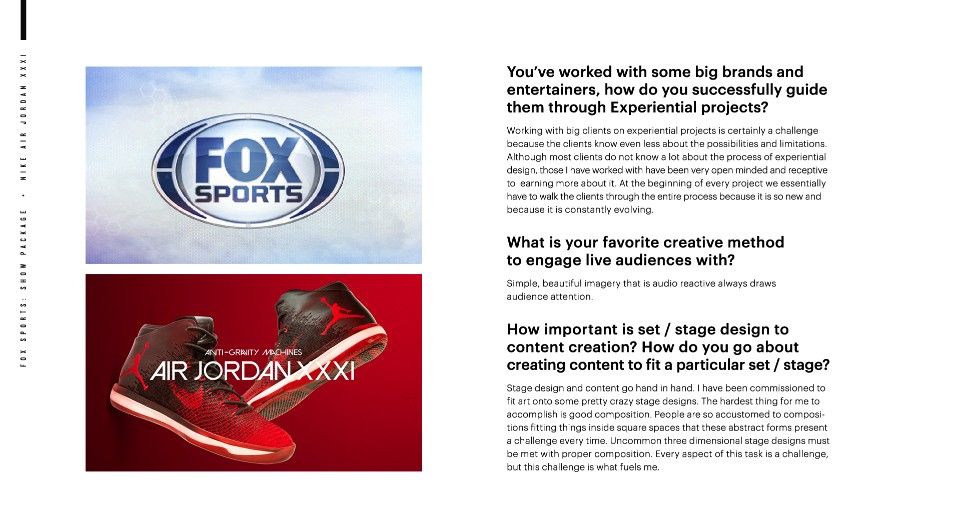 FOX SPORTS: SHOW PACKAGE • NIKE AIR JORDAN XXXI
FOX
SPORTS
ANTI-GRAVITY MACHINES
AIR JORDAN XXXI
You've worked with some big brands and
entertainers, how do you successfully guide
them through Experiential projects?
Working with big clients on experiential projects is certainly a challenge
because the clients know even less about the possibilities and limitations.
Although most clients do not know a lot about the process of experiential
design, those I have worked with have been very open minded and receptive
to earning more about it. At the beginning of every project we essentially
have to walk the clients through the entire process because it is so new and
because it is constantly evolving.
What is your favorite creative method
to engage live audiences with?
Simple, beautiful imagery that is audio reactive always draws
audience attention.
How important is set / stage design to
content creation? How do you go about
creating content to fit a particular set / stage?
Stage design and content go hand in hand. I have been commissioned to
fit art onto some pretty crazy stage designs. The hardest thing for me to
accomplish is good composition. People are so accustomed to composi-
tions fitting things inside square spaces that these abstract forms present
a challenge every time. Uncommon three dimensional stage designs must
be met with proper composition. Every aspect of this task is a challenge,
but this challenge is what fuels me.